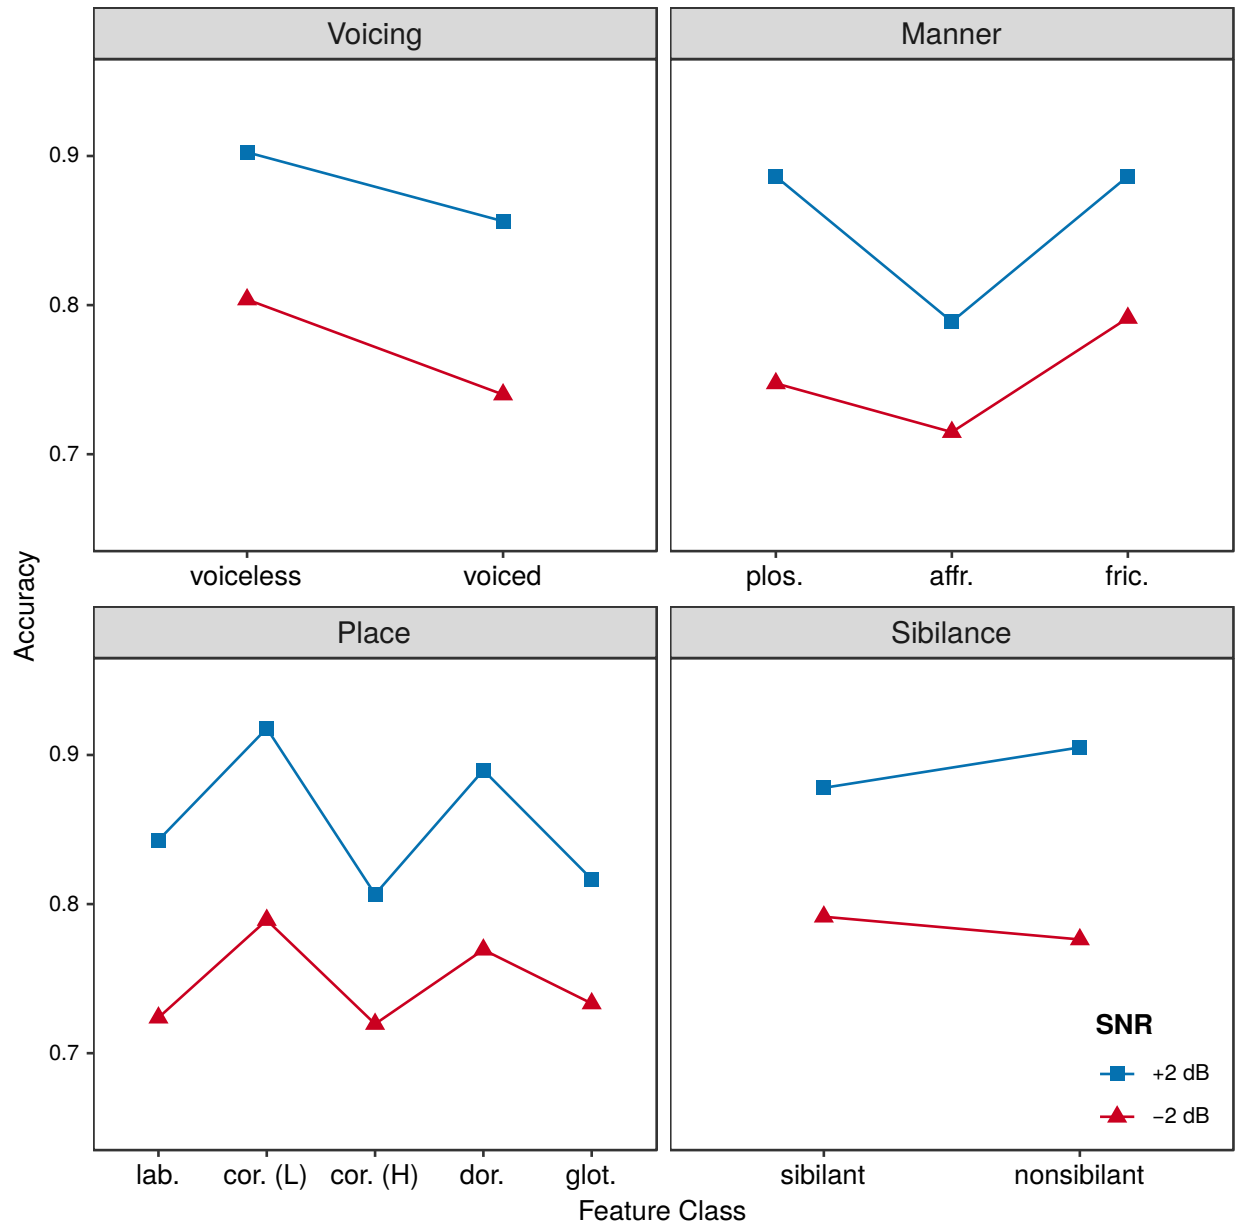 Voicing
Manner
0.9
0.8
0.7
voiceless voiced
plos. affr. fric.
Accuracy
Place
Sibilance
0.9
0.8
0.7
SNR
+2 dB
−2 dB
lab. cor. (L) cor. (H) dor. glot.
sibilant nonsibilant
Feature Class